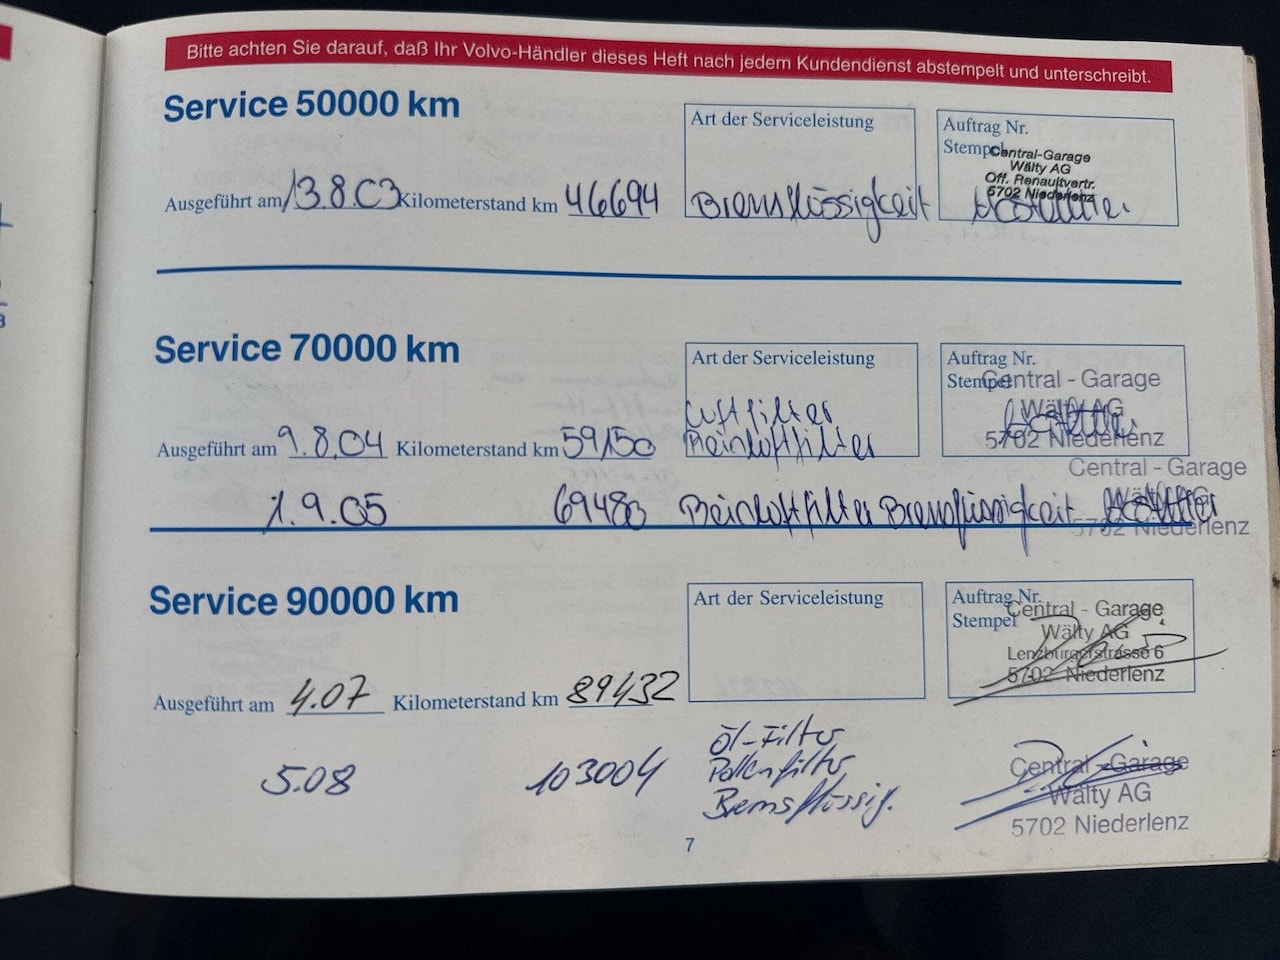 Bitte achten Sie darauf, daß Ihr Volvo-Händler dieses Heft nach jedem Kundendienst abstempelt und unterschreibt.
Service 50000 km
Art der Serviceleistung
Auftrag Nr.
Stempel
Central-Garage
Wälty AG
Off. Renaultvertr.
5702 Niederlenz
Ausgeführt am 13.8.03 Kilometerstand km 46694
Bremsflüssigkeit
Service 70000 km
Art der Serviceleistung
Auftrag Nr.
Stempel
Central - Garage
Wälty AG
5702 Niederlenz
Luftfilter
Ausgeführt am 9.8.04 Kilometerstand km 59150
Reinluftfilter
Central - Garage
Wälty AG
5702 Niederlenz
1.9.05 69480 Reinluftfilter Bremsflüssigkeit
Service 90000 km
Art der Serviceleistung
Auftrag Nr.
Stempel
Central - Garage
Wälty AG
Lenzburgerstrasse 6
5702 Niederlenz
Ausgeführt am 4.07 Kilometerstand km 89432
5.08 103004
Öl-Filter
Pollenfilter
Bremsflüssig.
Central - Garage
Wälty AG
5702 Niederlenz
7